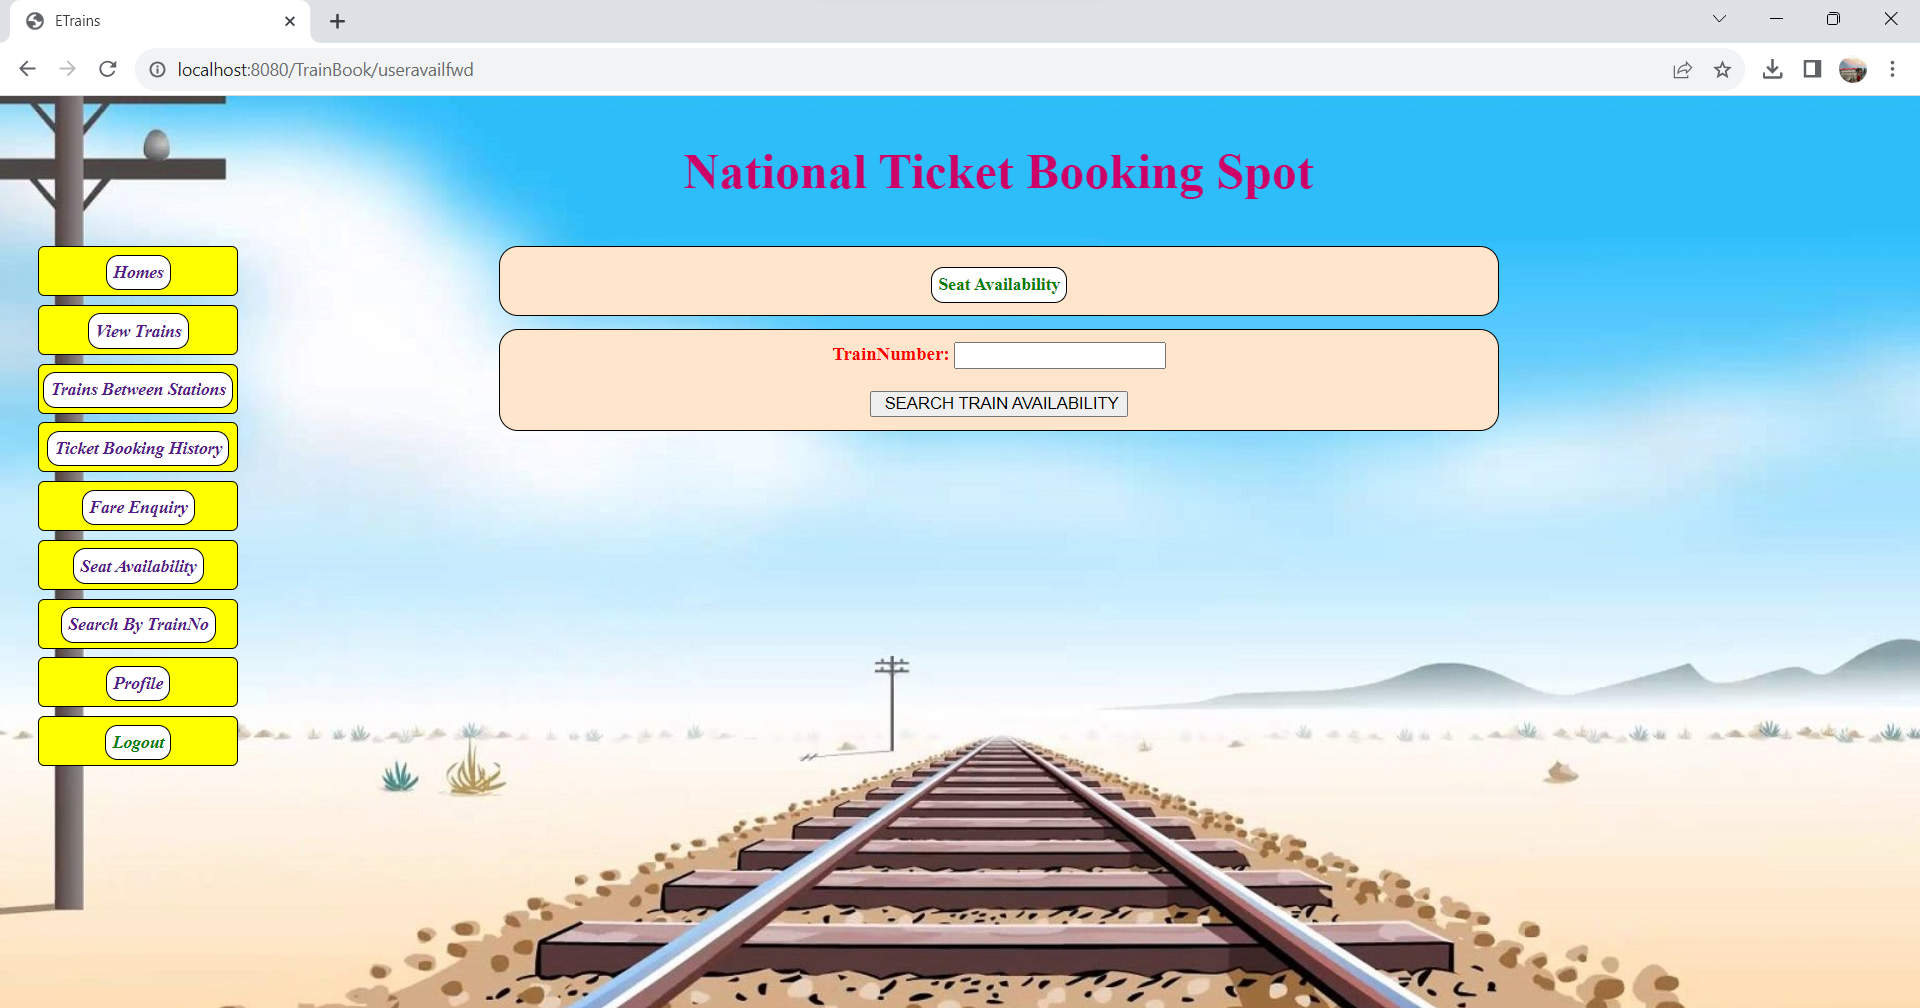 ETrains
localhost:8080/TrainBook/useravailfwd
National Ticket Booking Spot
Homes
View Trains
Trains Between Stations
Ticket Booking History
Fare Enquiry
Seat Availability
Search By TrainNo
Profile
Logout
Seat Availability
TrainNumber:
SEARCH TRAIN AVAILABILITY